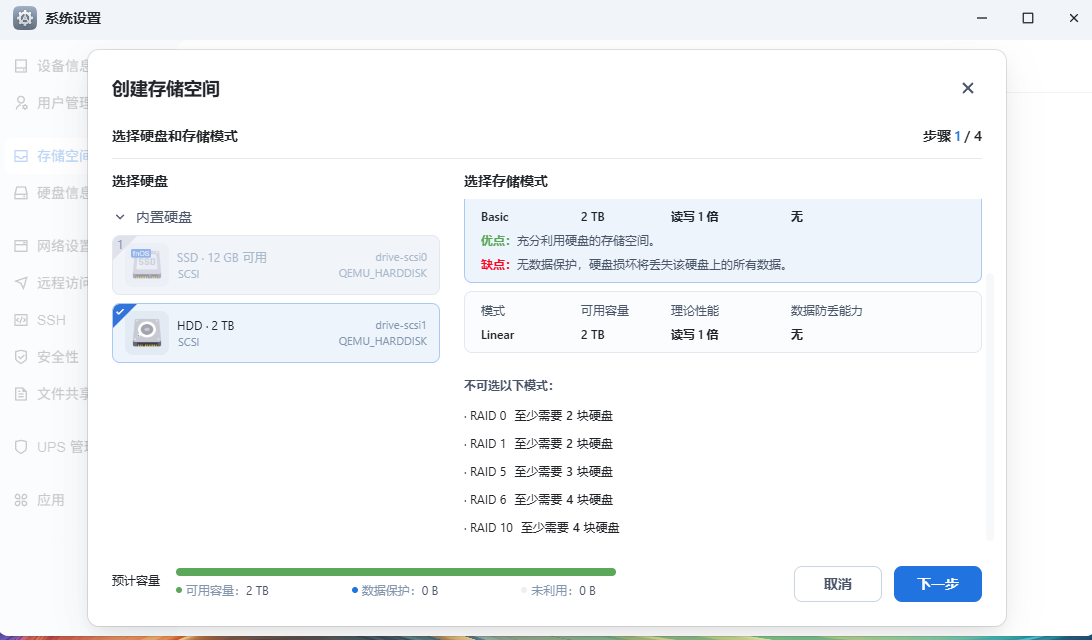 系统设置
设备信息
用户管理
存储空间
硬盘信息
网络设置
远程访问
SSH
安全性
文件共享
UPS 管理
应用
创建存储空间
选择硬盘和存储模式
步骤 1 / 4
选择硬盘
内置硬盘
1
fnOS
SSD
SSD · 12 GB 可用
drive-scsi0
SCSI
QEMU_HARDDISK
HDD · 2 TB
drive-scsi1
SCSI
QEMU_HARDDISK
选择存储模式
Basic 2 TB 读写 1 倍 无
优点：充分利用硬盘的存储空间。
缺点：无数据保护，硬盘损坏将丢失该硬盘上的所有数据。
模式 可用容量 理论性能 数据防丢能力
Linear 2 TB 读写 1 倍 无
不可选以下模式：
· RAID 0 至少需要 2 块硬盘
· RAID 1 至少需要 2 块硬盘
· RAID 5 至少需要 3 块硬盘
· RAID 6 至少需要 4 块硬盘
· RAID 10 至少需要 4 块硬盘
预计容量
可用容量： 2 TB 数据保护： 0 B 未利用： 0 B
取消
下一步